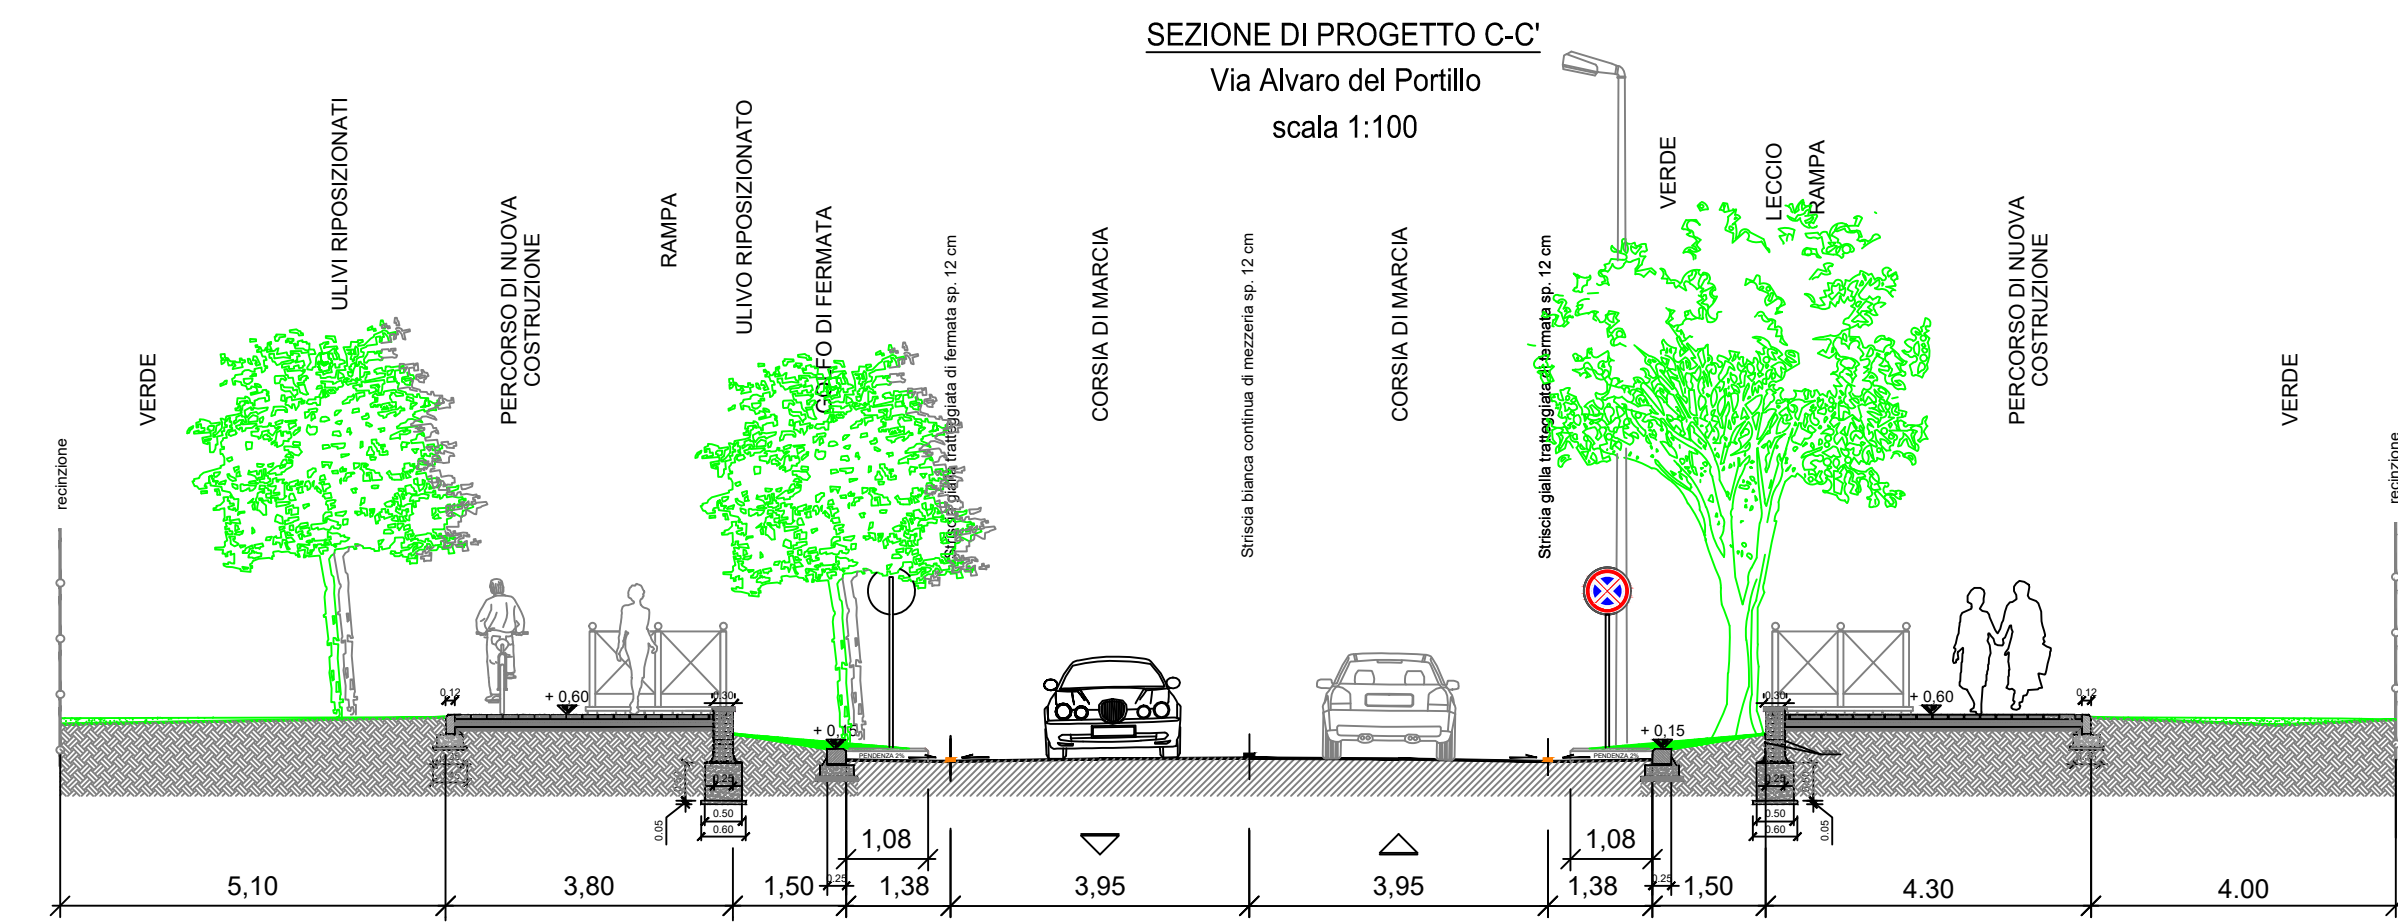 SEZIONE DI PROGETTO C-C'
Via Alvaro del Portillo
scala 1:100
recinzione
VERDE
ULIVI RIPOSIZIONATI
PERCORSO DI NUOVA
COSTRUZIONE
RAMPA
ULIVO RIPOSIZIONATO
GOLFO DI FERMATA
Striscia gialla tratteggiata di fermata sp. 12 cm
CORSIA DI MARCIA
Striscia bianca continua di mezzeria sp. 12 cm
CORSIA DI MARCIA
Striscia gialla tratteggiata di fermata sp. 12 cm
VERDE
LECCIO
RAMPA
PERCORSO DI NUOVA
COSTRUZIONE
VERDE
recinzione
0.12
+ 0,60
0.30
+ 0,15
PENDENZA 2%
PENDENZA 2%
+ 0,15
0.30
+ 0,60
0.12
0.25
0.50
0.60
0.05
0.25
0.50
0.60
0.05
1,08
1,08
5,10
3,80
1,50
0.25
1,38
3,95
3,95
1,38
0.25
1,50
4.30
4.00